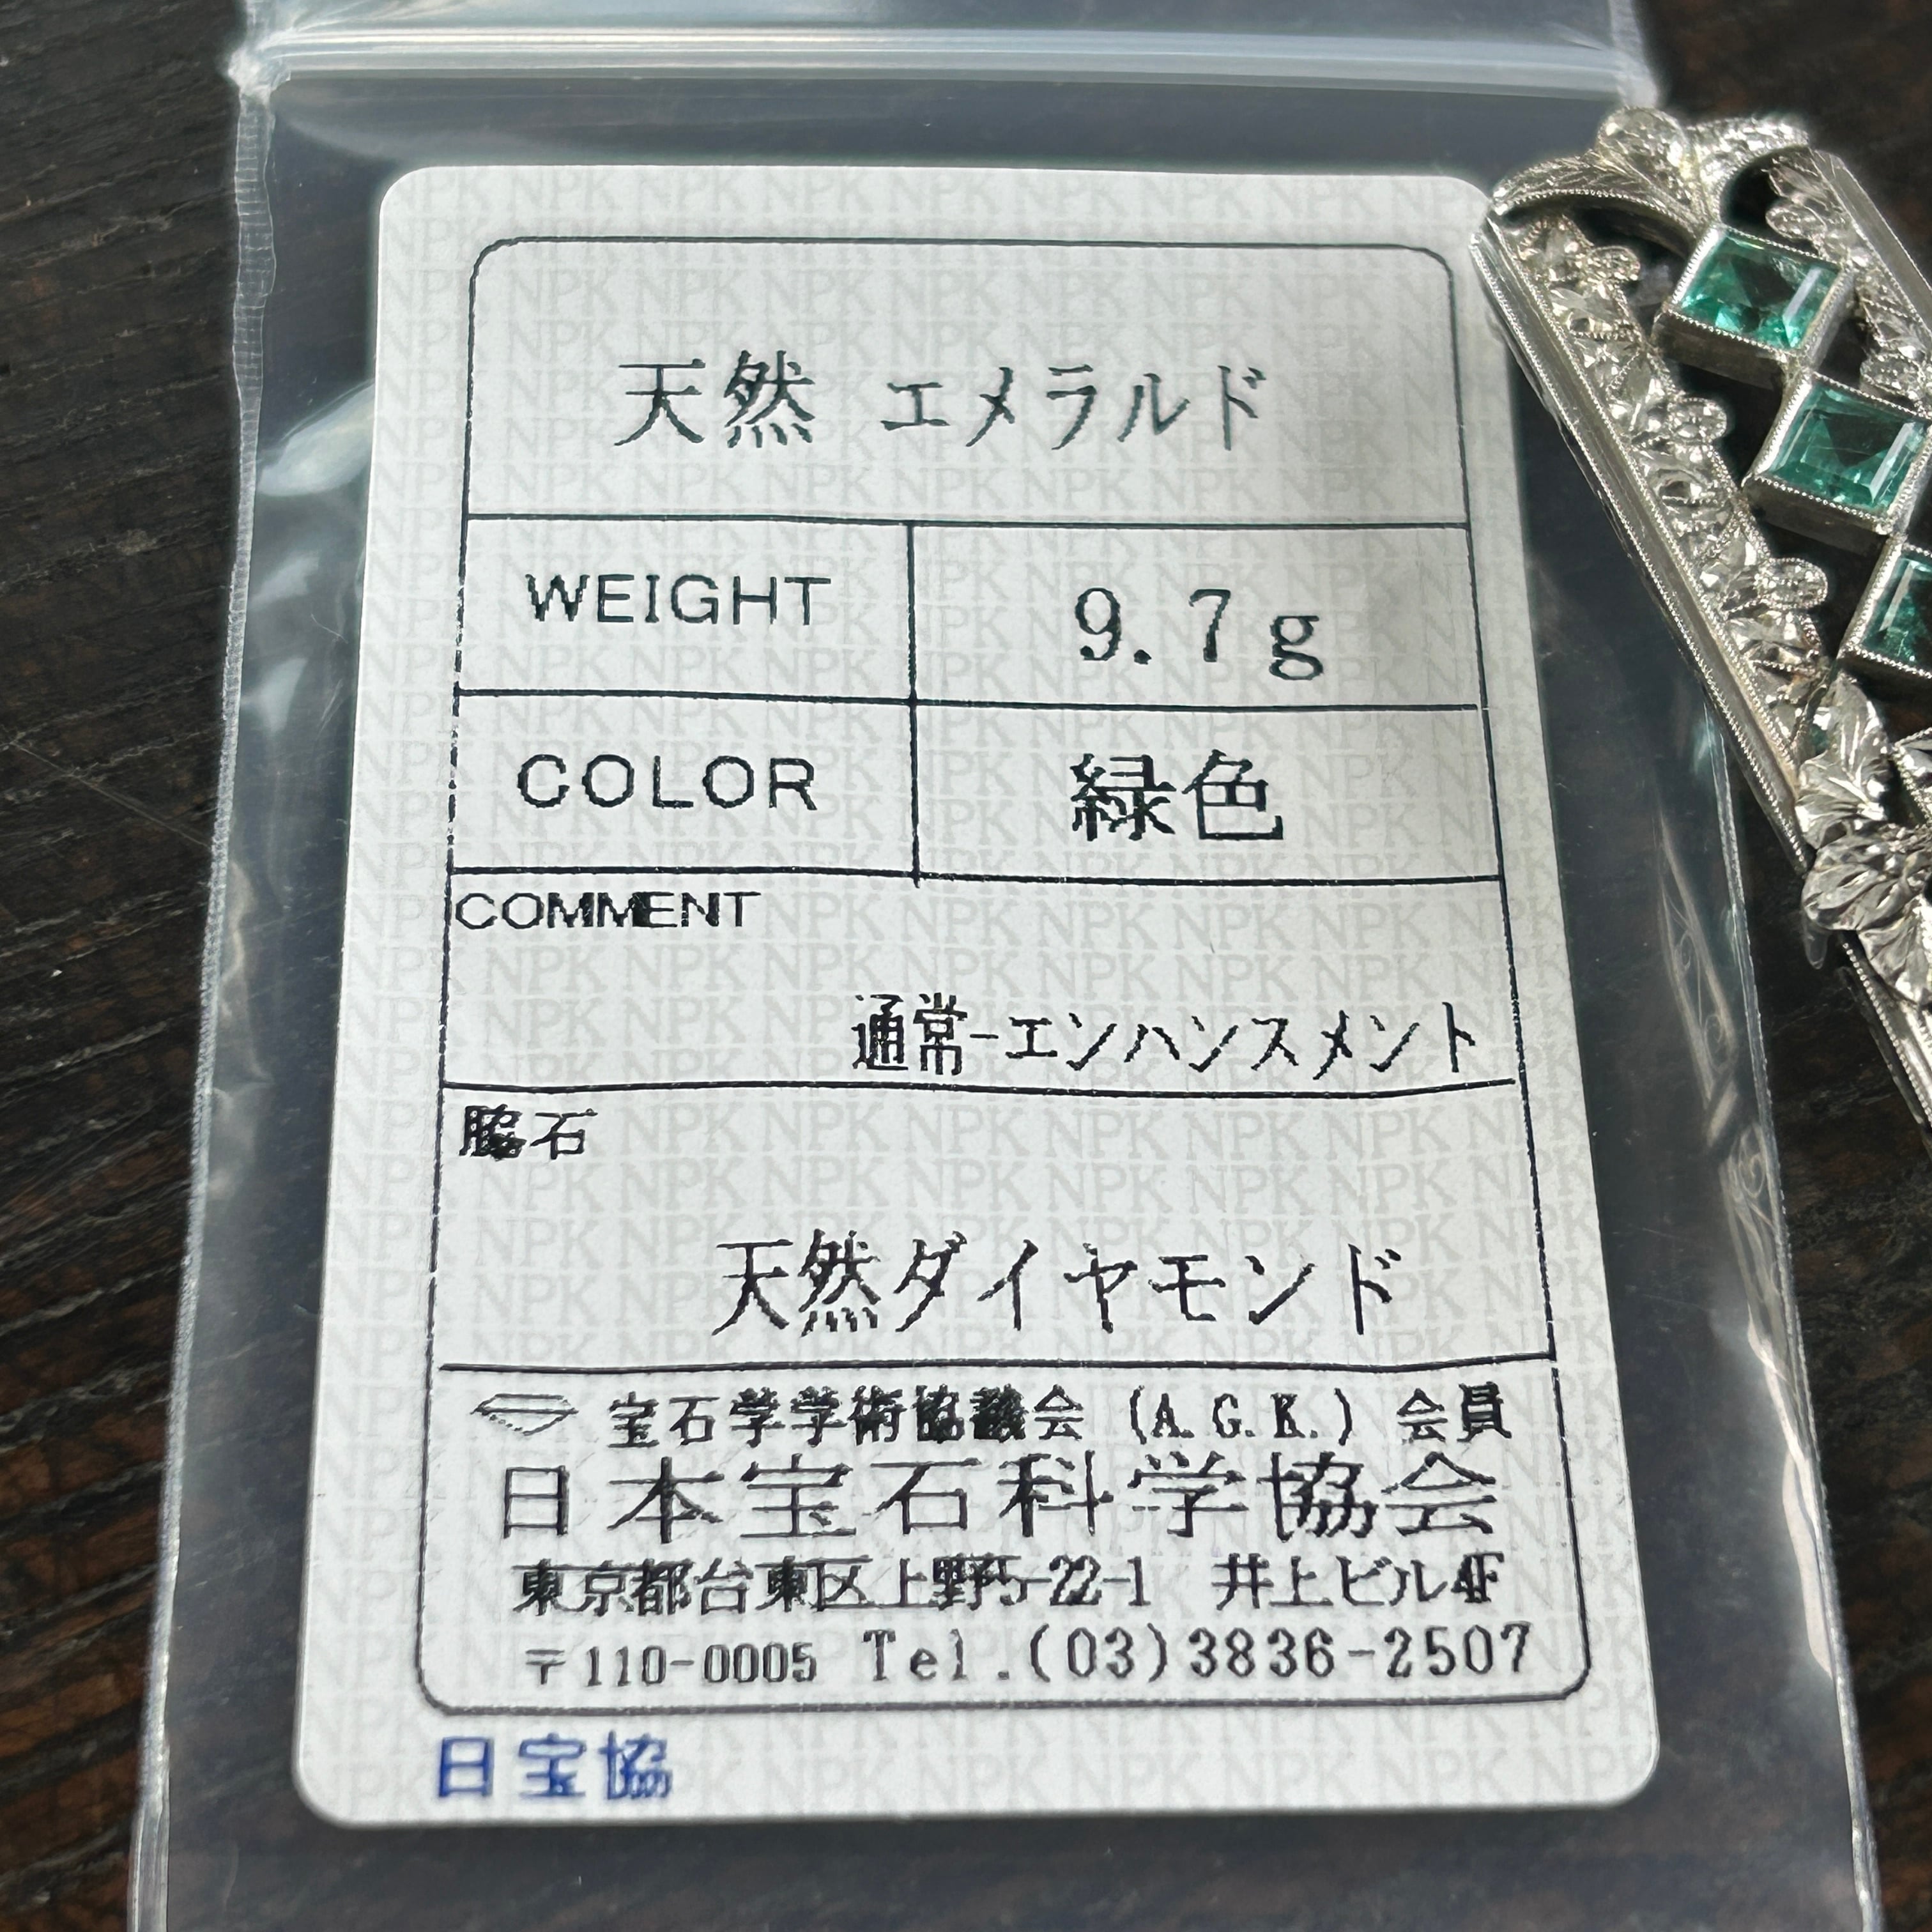 天然 エメラルド
WEIGHT 9.7g
COLOR 緑色
COMMENT
通常-エンハンスメント
脇石
天然ダイヤモンド
宝石学学術協議会 (A.G.K.) 会員
日本宝石科学協会
東京都台東区上野5-22-1 井上ビル4F
〒110-0005 Tel.(03)3836-2507
日宝協